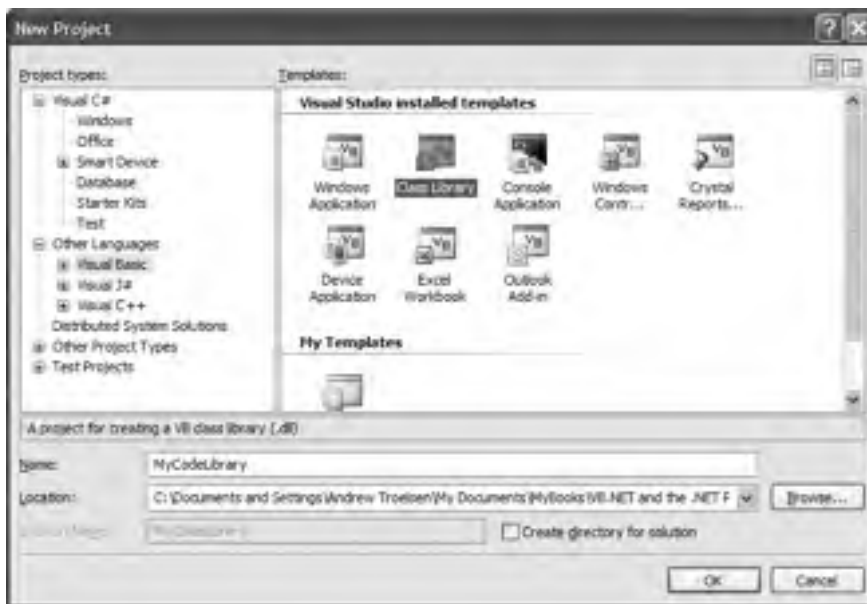 New Project
Project types:
Templates:
Visual C#
Windows
Office
Smart Device
Database
Starter Kits
Test
Other Languages
Visual Basic
Visual J#
Visual C++
Distributed System Solutions
Other Project Types
Test Projects
Visual Studio installed templates
Windows Application
Class Library
Console Application
Windows Contr...
Crystal Reports...
Device Application
Excel Workbook
Outlook Add-in
My Templates
A project for creating a VB class library (.dll)
Name:
MyCodeLibrary
Location:
C:\Documents and Settings\Andrew Troelsen\My Documents\MyBooks\VB.NET and the .NET P
Browse...
MyCodeLibrary
Create directory for solution
OK
Cancel